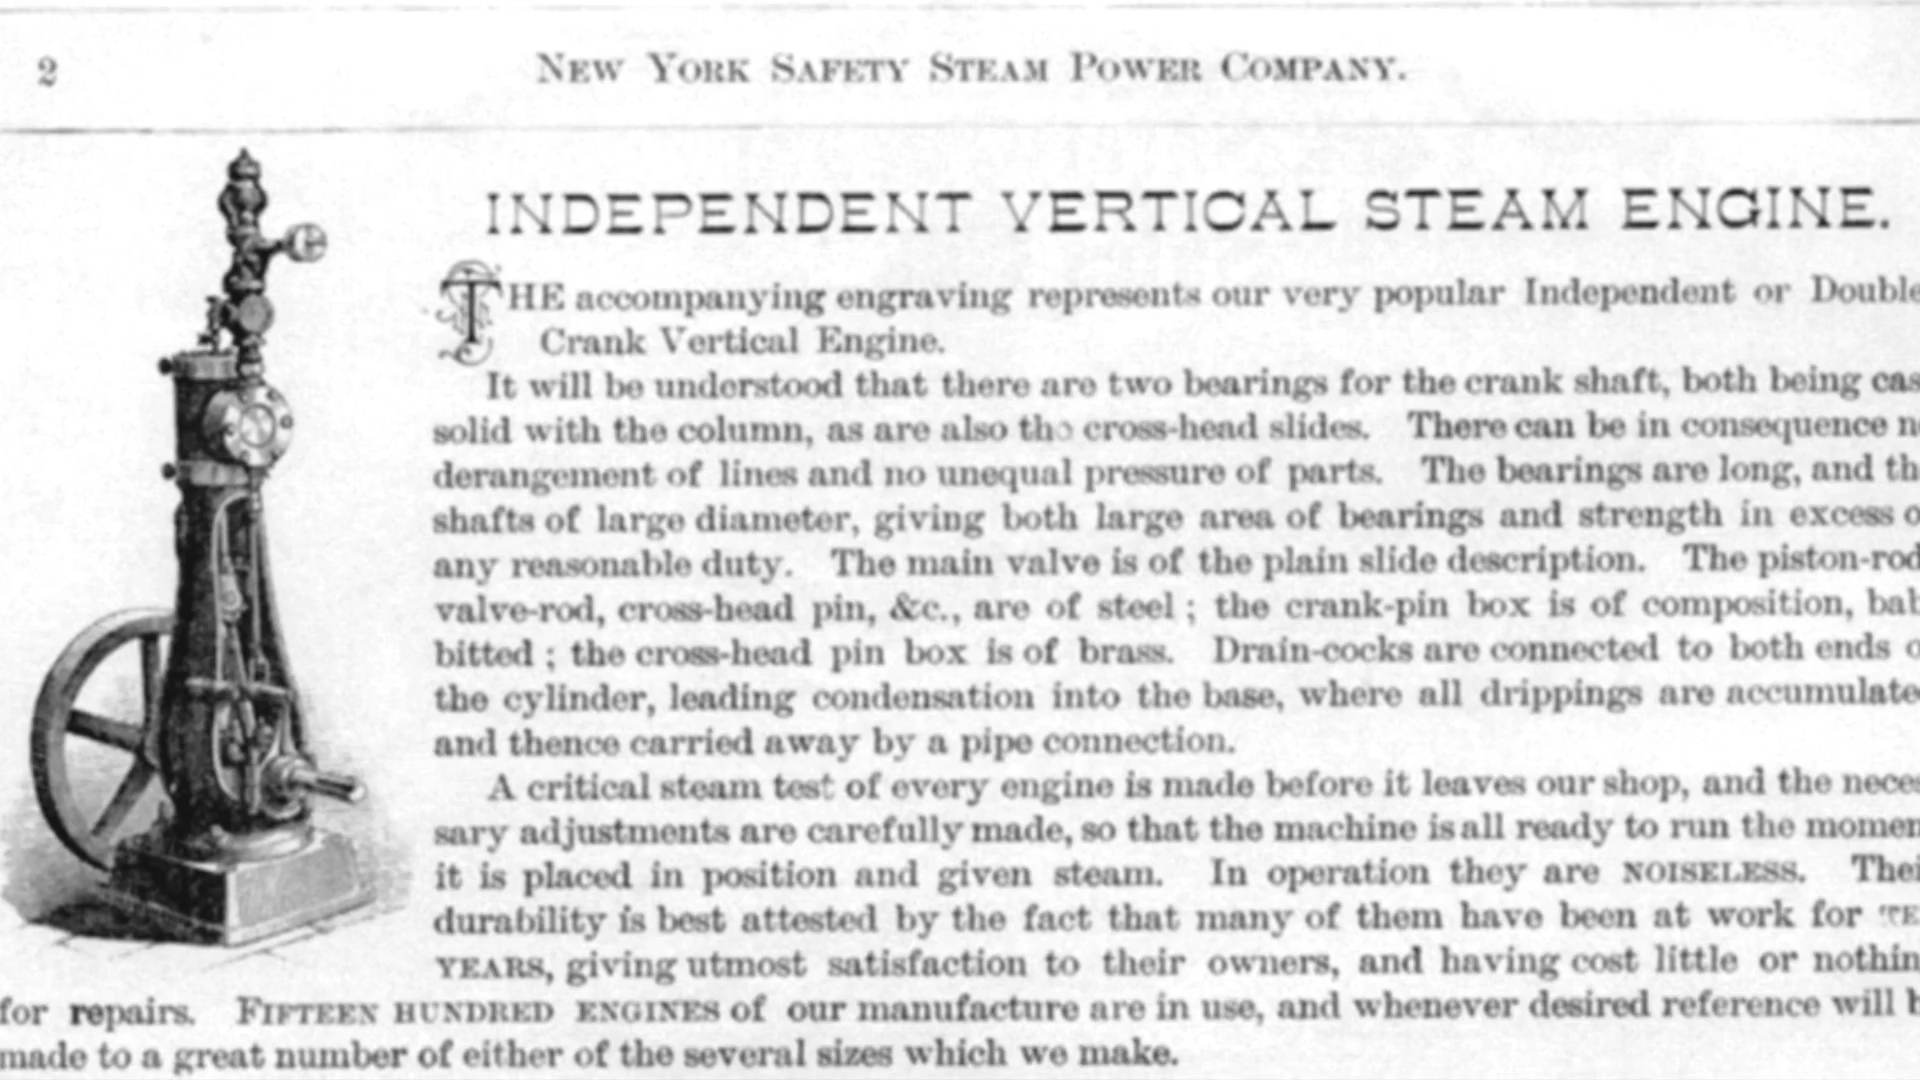 2
NEW YORK SAFETY STEAM POWER COMPANY.
INDEPENDENT VERTICAL STEAM ENGINE.
THE accompanying engraving represents our very popular Independent or Double
Crank Vertical Engine.
It will be understood that there are two bearings for the crank shaft, both being cas
solid with the column, as are also the cross-head slides. There can be in consequence n
derangement of lines and no unequal pressure of parts. The bearings are long, and th
shafts of large diameter, giving both large area of bearings and strength in excess o
any reasonable duty. The main valve is of the plain slide description. The piston-rod
valve-rod, cross-head pin, &c., are of steel; the crank-pin box is of composition, bab
bitted; the cross-head pin box is of brass. Drain-cocks are connected to both ends o
the cylinder, leading condensation into the base, where all drippings are accumulate
and thence carried away by a pipe connection.
A critical steam test of every engine is made before it leaves our shop, and the neces
sary adjustments are carefully made, so that the machine is all ready to run the momen
it is placed in position and given steam. In operation they are NOISELESS. Thei
durability is best attested by the fact that many of them have been at work for TE
YEARS, giving utmost satisfaction to their owners, and having cost little or nothin
for repairs. FIFTEEN HUNDRED ENGINES of our manufacture are in use, and whenever desired reference will b
made to a great number of either of the several sizes which we make.